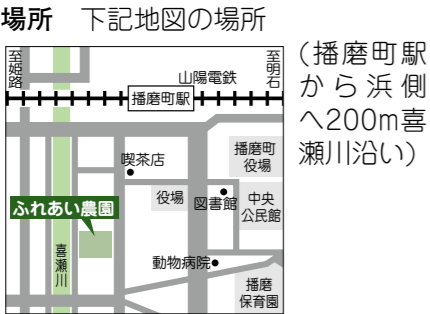 場所 下記地図の場所
至姫路
至明石
山陽電鉄
播磨町駅
(播磨町駅
から浜側
へ200m喜
瀬川沿い)
喫茶店
播磨町
役場
役場
図書館
中央
公民館
ふれあい農園
喜瀬川
動物病院
播磨
保育園